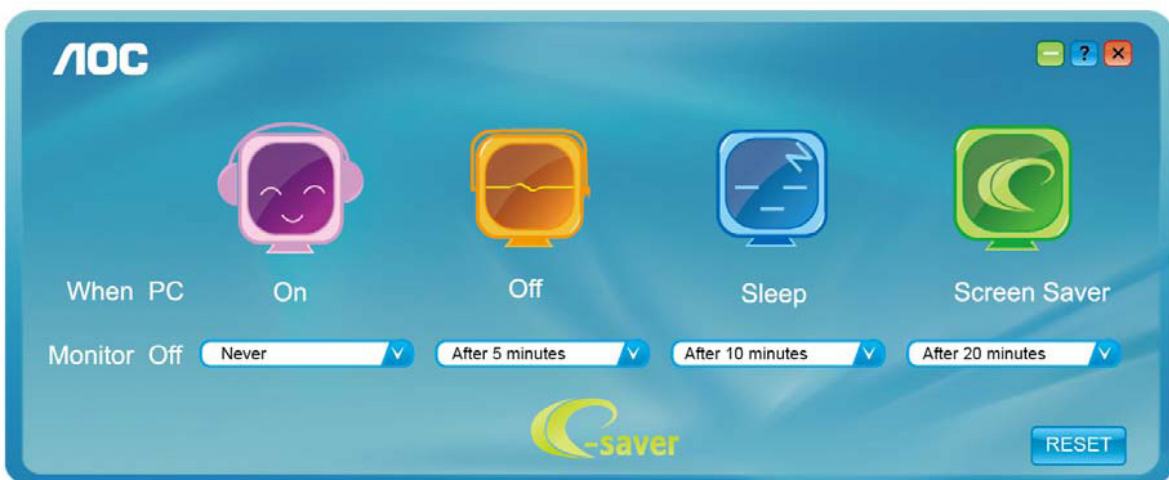 AOC
?
When PC On Off Sleep Screen Saver
Monitor Off Never After 5 minutes After 10 minutes After 20 minutes
e-saver
RESET